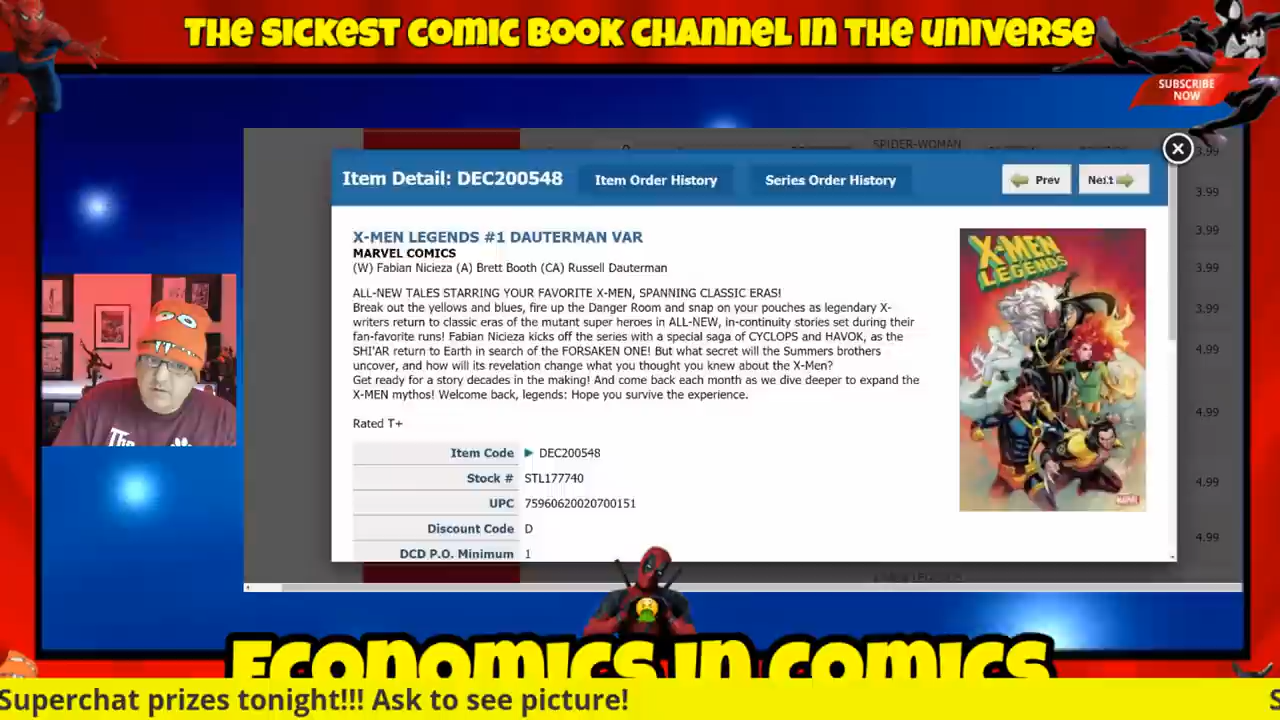 THE SICKEST COMIC BOOK CHANNEL IN THE UNIVERSE
SUBSCRIBE
NOW
SPIDER-WOMAN
3.99
Item Detail: DEC200548
Item Order History
Series Order History
Prev
Next
3.99
X-MEN LEGENDS #1 DAUTERMAN VAR
MARVEL COMICS
(W) Fabian Nicieza (A) Brett Booth (CA) Russell Dauterman
X-MEN
LEGENDS
3.99
3.99
ALL-NEW TALES STARRING YOUR FAVORITE X-MEN, SPANNING CLASSIC ERAS!
Break out the yellows and blues, fire up the Danger Room and snap on your pouches as legendary X-
writers return to classic eras of the mutant super heroes in ALL-NEW, in-continuity stories set during their
fan-favorite runs! Fabian Nicieza kicks off the series with a special saga of CYCLOPS and HAVOK, as the
SHI'AR return to Earth in search of the FORSAKEN ONE! But what secret will the Summers brothers
uncover, and how will its revelation change what you thought you knew about the X-Men?
Get ready for a story decades in the making! And come back each month as we dive deeper to expand the
X-MEN mythos! Welcome back, legends: Hope you survive the experience.
3.99
4.99
4.99
Rated T+
Item Code DEC200548
Stock # STL177740
UPC 75960620020700151
Discount Code D
DCD P.O. Minimum 1
MARVEL
4.99
4.99
ECONOMICS IN COMICS
Superchat prizes tonight!!! Ask to see picture!
S